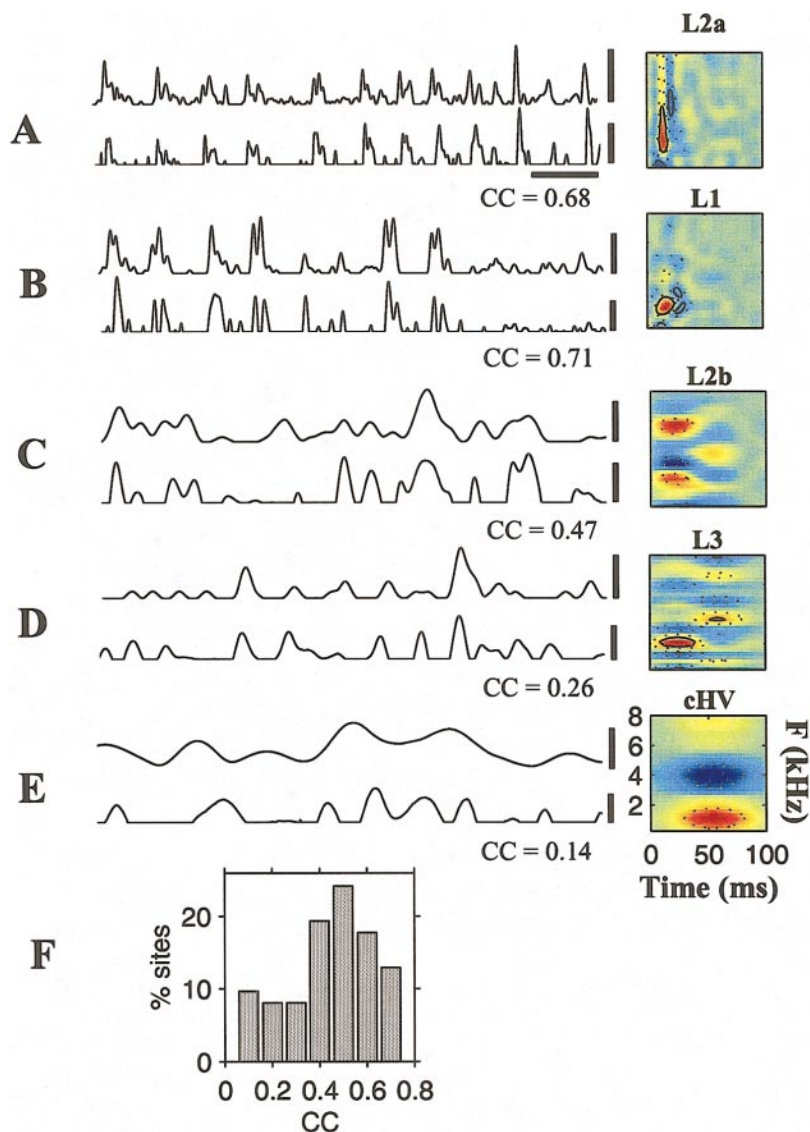 L2a
A
CC = 0.68
L1
B
CC = 0.71
L2b
C
CC = 0.47
L3
D
CC = 0.26
cHV
8
6
4
2
F (kHz)
E
CC = 0.14
0 50 100
Time (ms)
F
% sites
20
10
0
0 0.2 0.4 0.6 0.8
CC